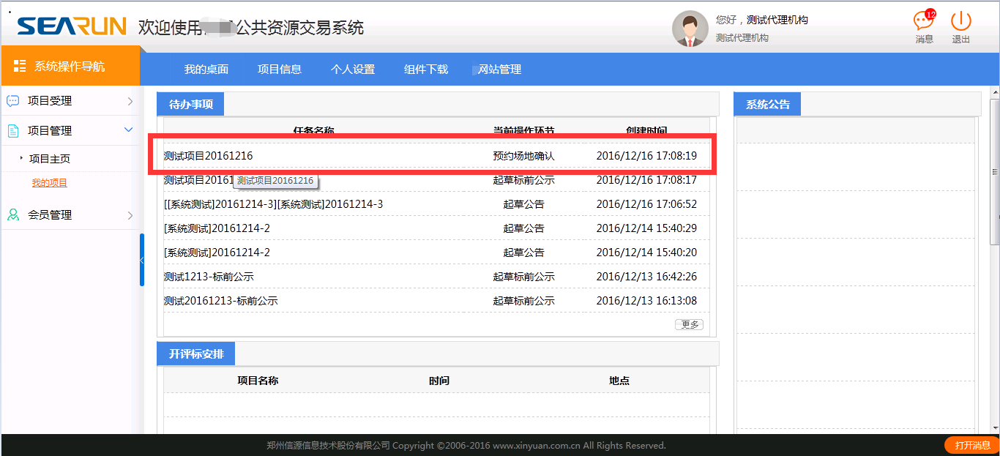 SEARUN 欢迎使用 公共资源交易系统
您好，测试代理机构
测试代理机构
12
消息
退出
系统操作导航
我的桌面 项目信息 个人设置 组件下载 网站管理
项目受理
项目管理
项目主页
我的项目
会员管理
待办事项
任务名称 当前操作环节 创建时间
测试项目20161216 预约场地确认 2016/12/16 17:08:19
测试项目20161 起草标前公示 2016/12/16 17:08:17
测试项目20161216
[[系统测试]20161214-3][系统测试]20161214-3 起草公告 2016/12/16 17:06:52
[系统测试]20161214-2 起草公告 2016/12/14 15:40:29
[系统测试]20161214-2 起草公告 2016/12/14 15:40:20
测试1213-标前公示 起草标前公示 2016/12/13 16:42:26
测试20161213-标前公示 起草标前公示 2016/12/13 16:13:08
更多
系统公告
开评标安排
项目名称 时间 地点
郑州信源信息技术股份有限公司 Copyright ©2006-2016 www.xinyuan.com.cn All Rights Reserved.
打开消息